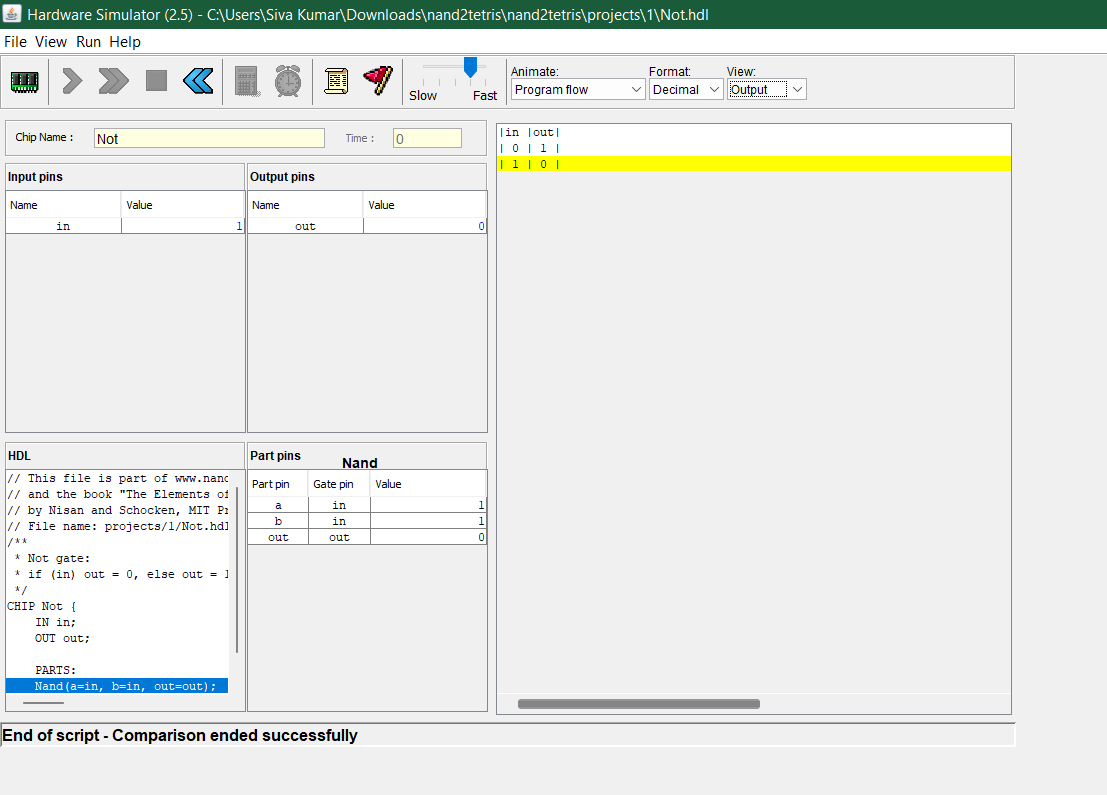 Hardware Simulator (2.5) - C:\Users\Siva Kumar\Downloads\nand2tetris\nand2tetris\projects\1\Not.hdl
File View Run Help
Slow Fast
Animate: Format: View:
Program flow Decimal Output
Chip Name : Not Time : 0
Input pins
Name Value
in 1
Output pins
Name Value
out 0
HDL
// This file is part of www.nand
// and the book "The Elements of
// by Nisan and Schocken, MIT Pr
// File name: projects/1/Not.hdl
/**
* Not gate:
* if (in) out = 0, else out = 1
*/
CHIP Not {
IN in;
OUT out;
PARTS:
Nand(a=in, b=in, out=out);
Part pins Nand
Part pin Gate pin Value
a in 1
b in 1
out out 0
|in |out|
| 0 | 1 |
| 1 | 0 |
End of script - Comparison ended successfully